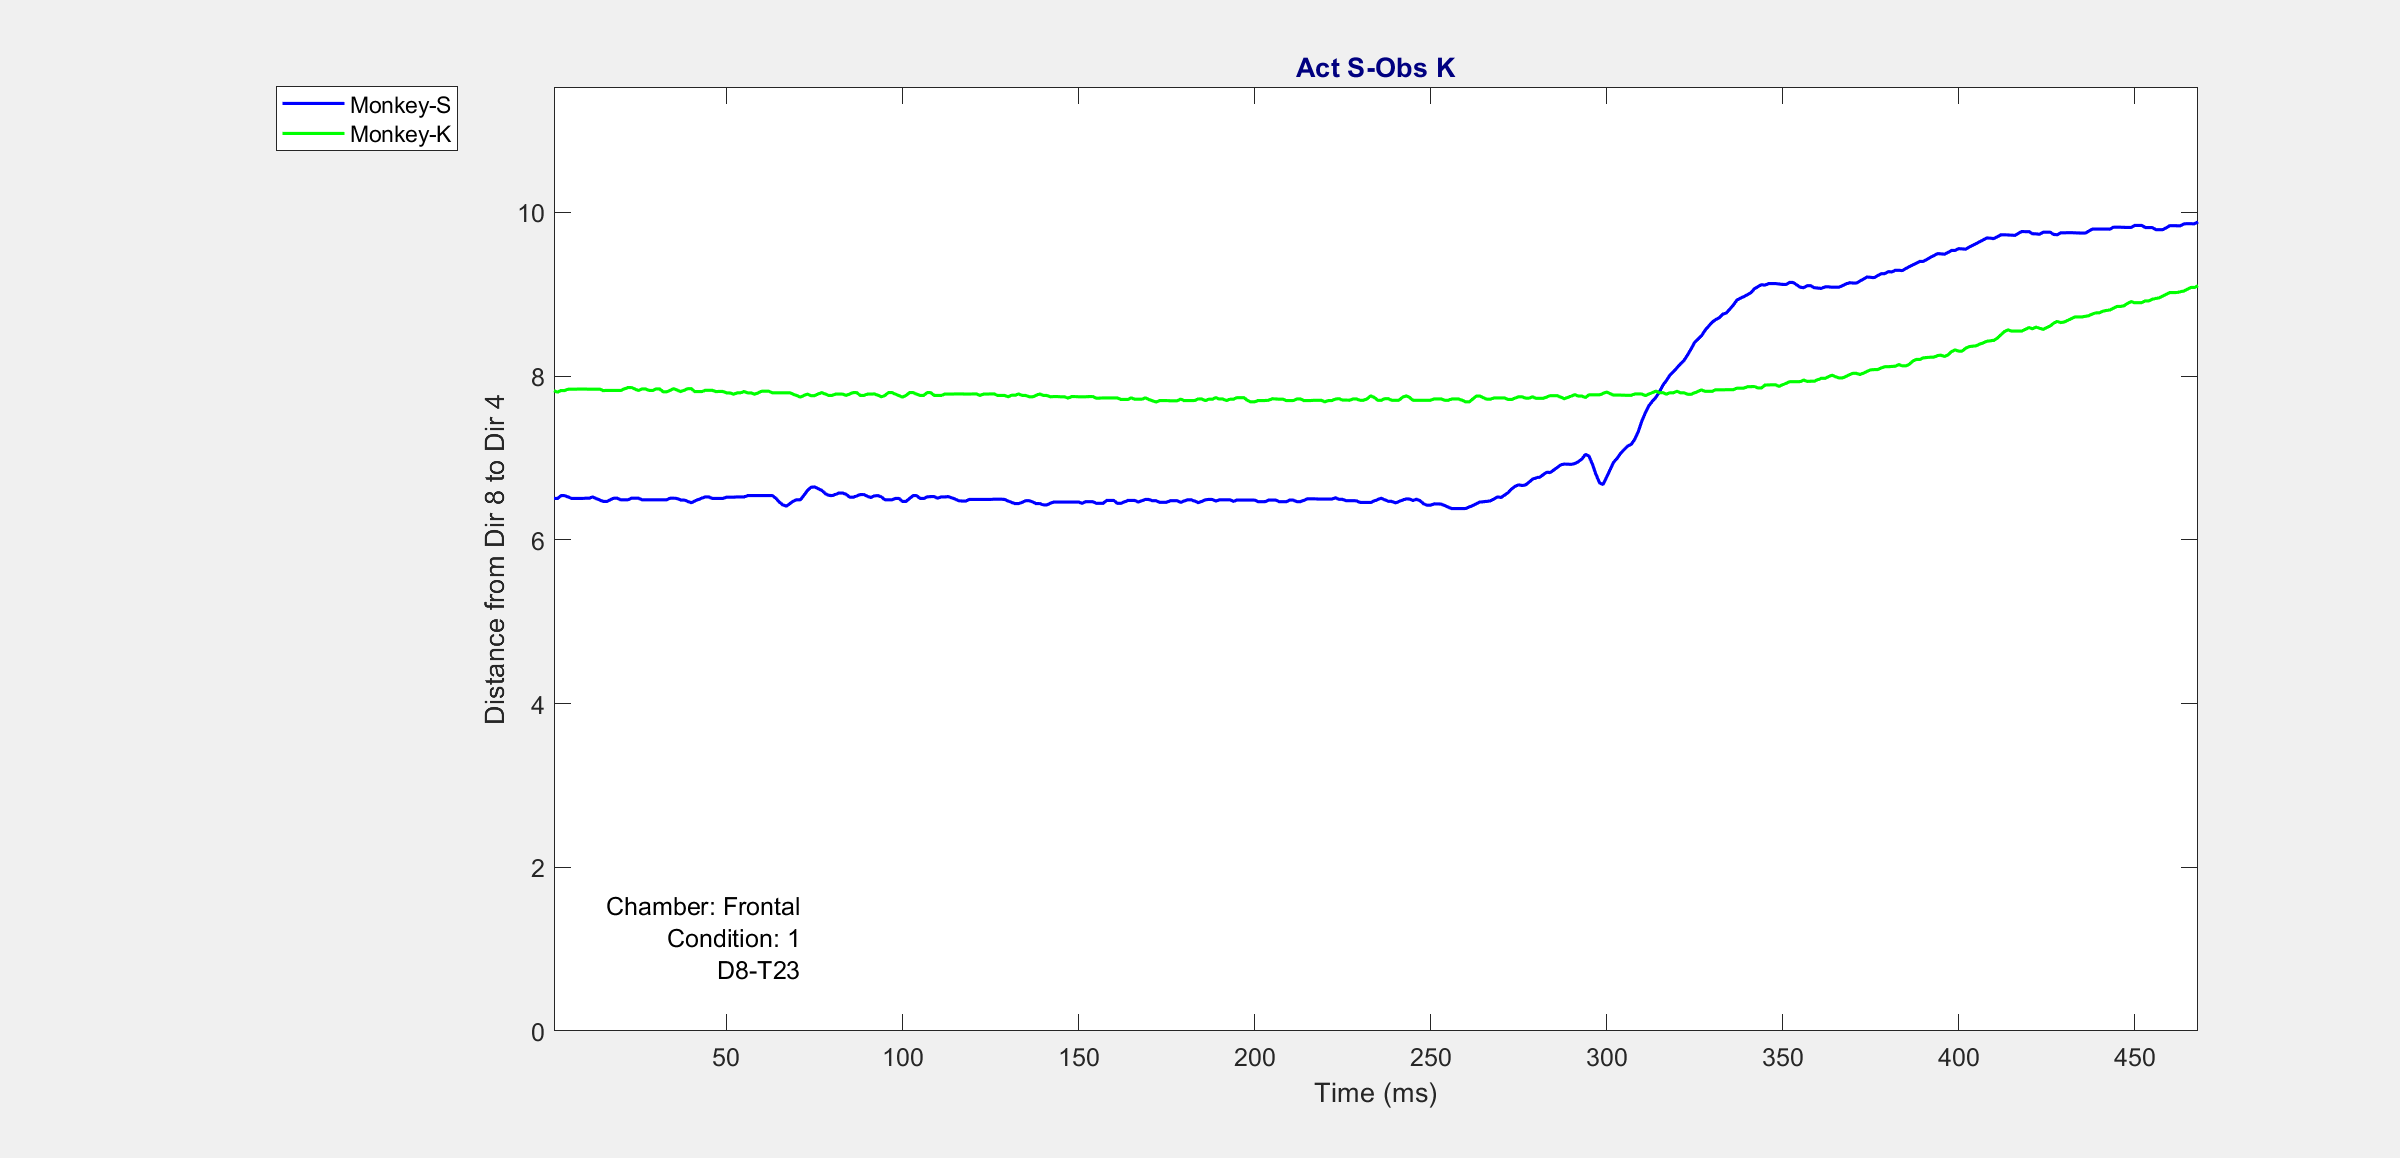 Act S-Obs K
Monkey-S
Monkey-K
10
8
6
4
2
0
Distance from Dir 8 to Dir 4
Chamber: Frontal
Condition: 1
D8-T23
50 100 150 200 250 300 350 400 450
Time (ms)